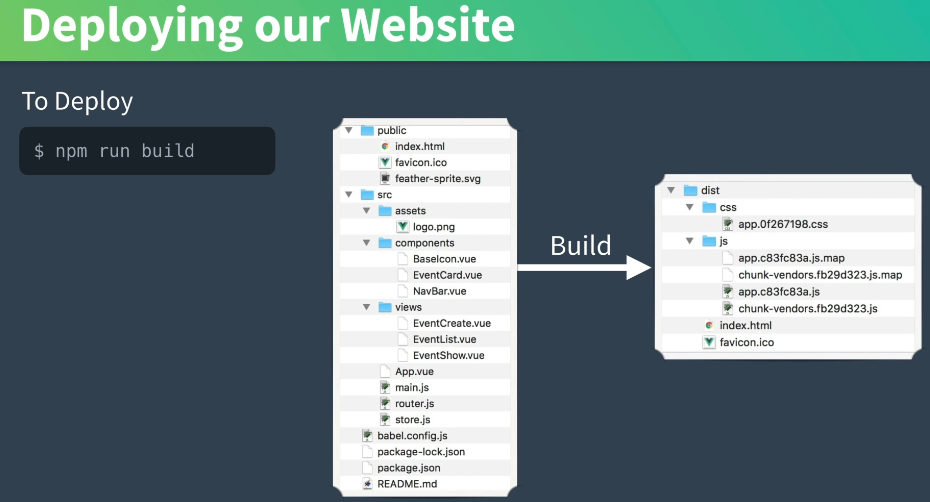 Deploying our Website
To Deploy
$ npm run build
public
index.html
favicon.ico
feather-sprite.svg
src
assets
logo.png
components
BaseIcon.vue
EventCard.vue
NavBar.vue
views
EventCreate.vue
EventList.vue
EventShow.vue
App.vue
main.js
router.js
store.js
babel.config.js
package-lock.json
package.json
README.md
Build
dist
css
app.0f267198.css
js
app.c83fc83a.js.map
chunk-vendors.fb29d323.js.map
app.c83fc83a.js
chunk-vendors.fb29d323.js
index.html
favicon.ico